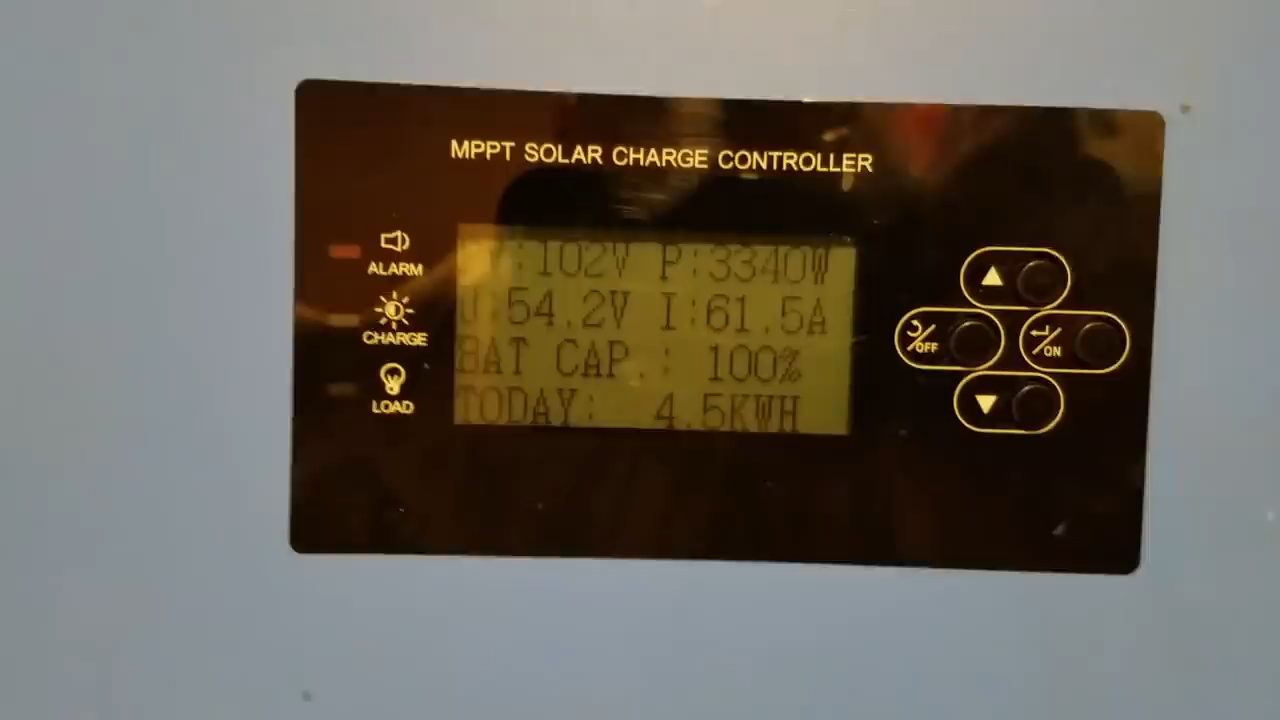 MPPT SOLAR CHARGE CONTROLLER
ALARM
CHARGE
LOAD
V:102V P:3340W
U:54.2V I:61.5A
BAT CAP.: 100%
TODAY: 4.5KWH
/OFF
/ON